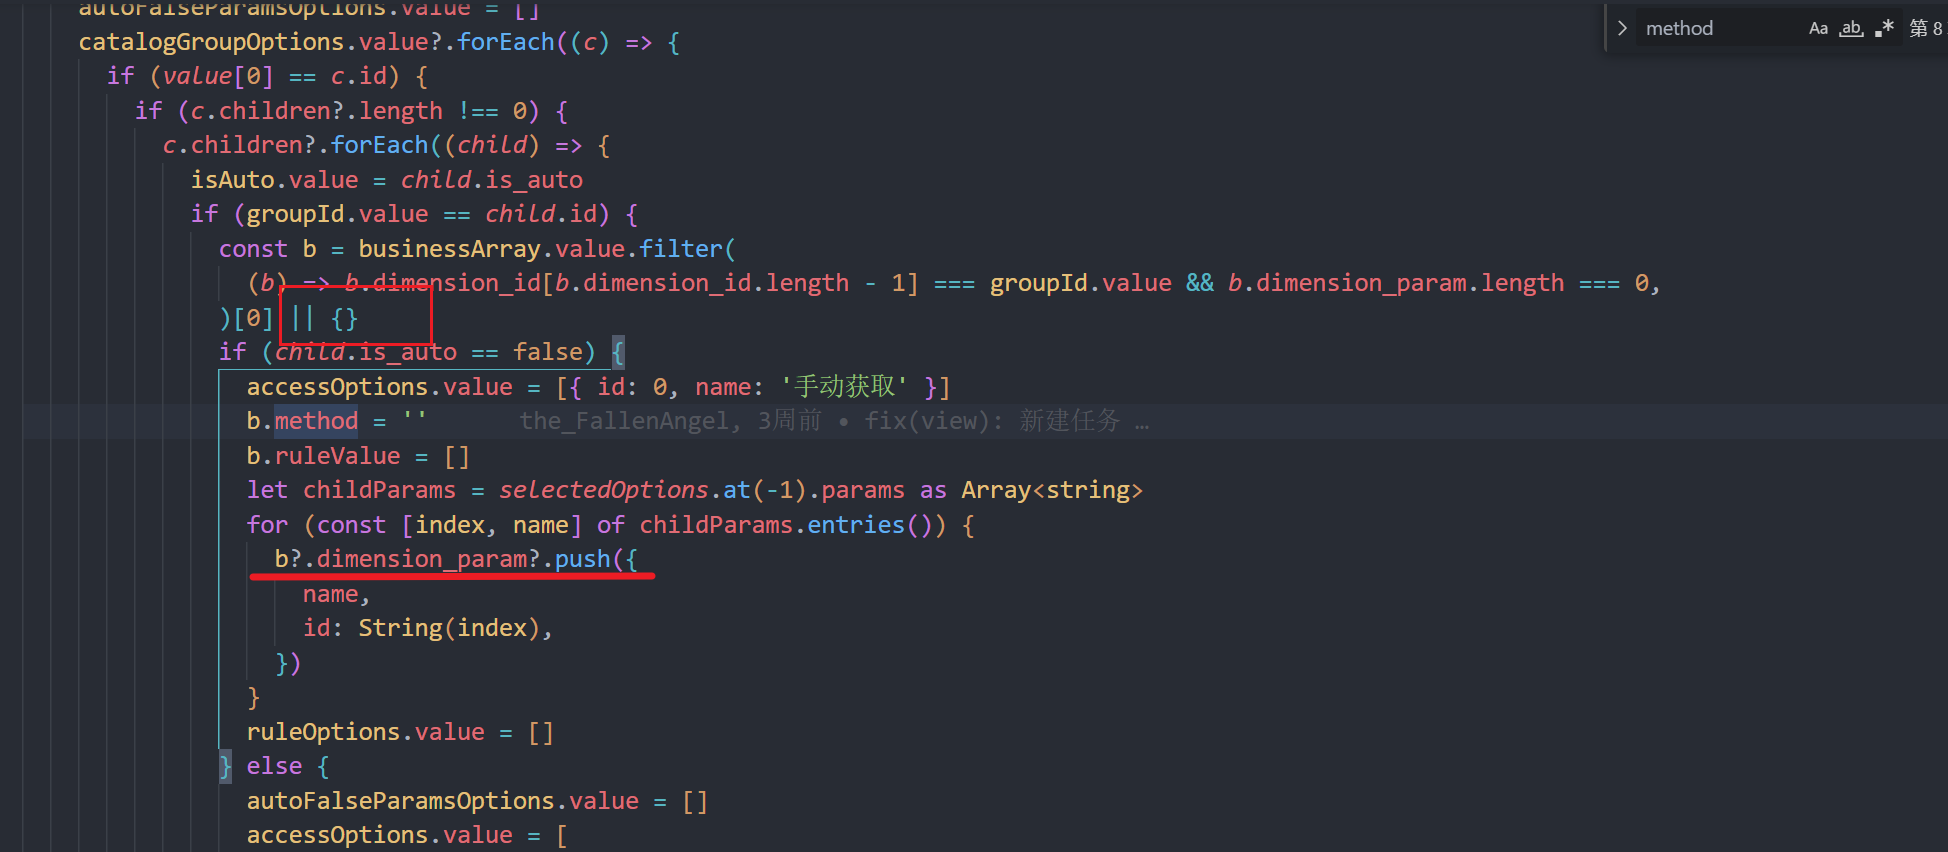 autoFalseParamsOptions.value = []
catalogGroupOptions.value?.forEach((c) => {
if (value[0] == c.id) {
if (c.children?.length !== 0) {
c.children?.forEach((child) => {
isAuto.value = child.is_auto
if (groupId.value == child.id) {
const b = businessArray.value.filter(
(b) => b.dimension_id[b.dimension_id.length - 1] === groupId.value && b.dimension_param.length === 0,
)[0] || {}
if (child.is_auto == false) {
accessOptions.value = [{ id: 0, name: '手动获取' }]
b.method = '' the_FallenAngel, 3周前 • fix(view): 新建任务 …
b.ruleValue = []
let childParams = selectedOptions.at(-1).params as Array<string>
for (const [index, name] of childParams.entries()) {
b?.dimension_param?.push({
name,
id: String(index),
})
}
ruleOptions.value = []
} else {
autoFalseParamsOptions.value = []
accessOptions.value = [
method Aa ab .* 第 8